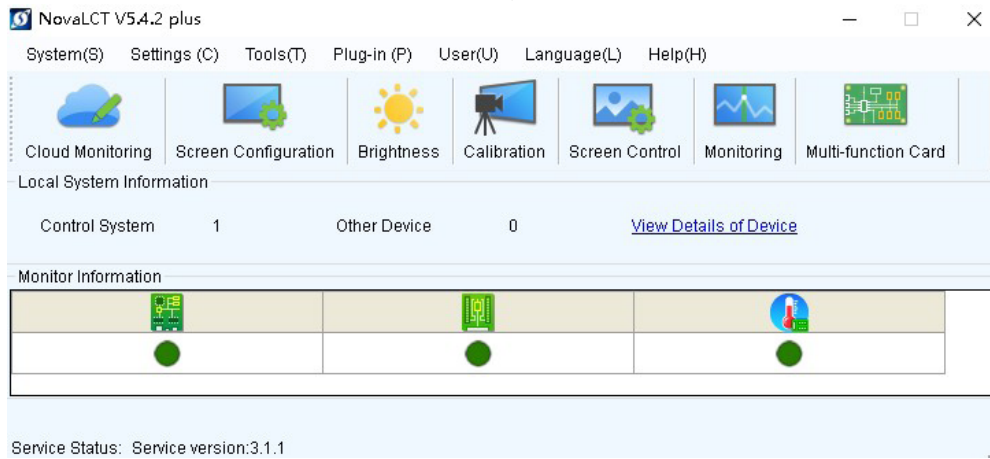 NovaLCT V5.4.2 plus
System(S) Settings (C) Tools(T) Plug-in (P) User(U) Language(L) Help(H)
Cloud Monitoring Screen Configuration Brightness Calibration Screen Control Monitoring Multi-function Card
Local System Information
Control System 1 Other Device 0 View Details of Device
Monitor Information
Service Status: Service version:3.1.1